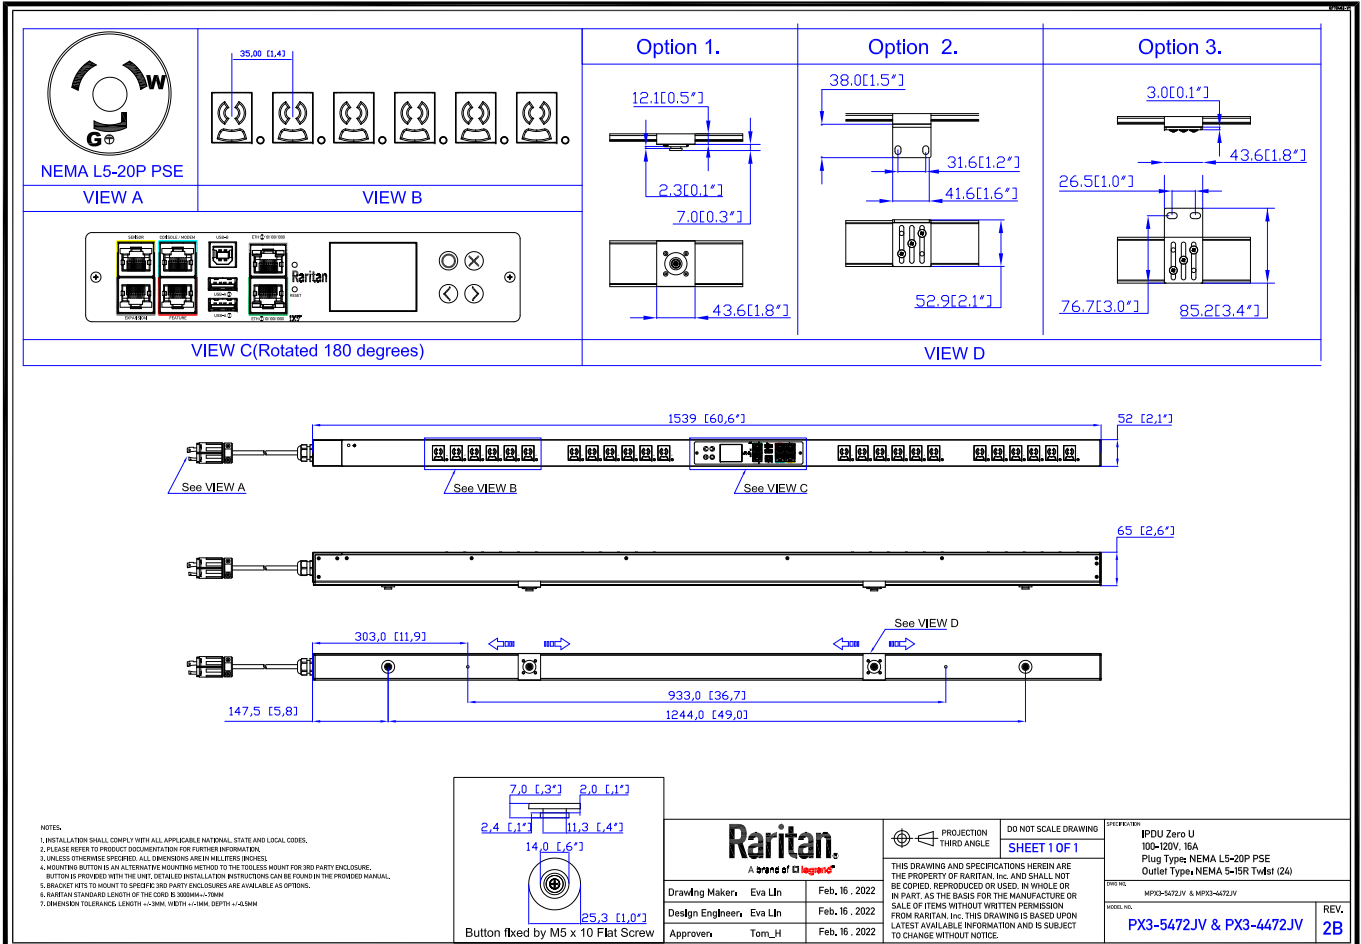 Option 1.
Option 2.
Option 3.
35,00 [1,4]
W
G
NEMA L5-20P PSE
VIEW A
VIEW B
12.1[0.5"]
2.3[0.1"]
7.0[0.3"]
43.6[1.8"]
38.0[1.5"]
31.6[1.2"]
41.6[1.6"]
52.9[2.1"]
3.0[0.1"]
43.6[1.8"]
26.5[1.0"]
76.7[3.0"]
85.2[3.4"]
SENSOR
CONSOLE / MODEM
USB-B
Raritan
RESET
EXPANSION
FEATURE
VIEW C(Rotated 180 degrees)
VIEW D
1539 [60,6"]
52 [2,1"]
See VIEW A
See VIEW B
See VIEW C
65 [2,6"]
See VIEW D
303,0 [11,9]
933,0 [36,7]
147,5 [5,8]
1244,0 [49,0]
7,0 [,3"]
2,0 [,1"]
2,4 [,1"]
11,3 [,4"]
14,0 [,6"]
25,3 [1,0"]
Button fixed by M5 x 10 Flat Screw
NOTES.
1. INSTALLATION SHALL COMPLY WITH ALL APPLICABLE NATIONAL, STATE AND LOCAL CODES.
2. PLEASE REFER TO PRODUCT DOCUMENTATION FOR FURTHER INFORMATION.
3. UNLESS OTHERWISE SPECIFIED. ALL DIMENSIONS ARE IN MILLITERS (INCHES).
4. MOUNTING BUTTON IS AN ALTERNATIVE MOUNTING METHOD TO THE TOOLESS MOUNT FOR 3RD PARTY ENCLOSURE.
BUTTON IS PROVIDED WITH THE UNIT. DETAILED INSTALLATION INSTRUCTIONS CAN BE FOUND IN THE PROVIDED MANUAL.
5. BRACKET KITS TO MOUNT TO SPECIFIC 3RD PARTY ENCLOSURES ARE AVAILABLE AS OPTIONS.
6. RARITAN STANDARD LENGTH OF THE CORD IS 3000MM+/-70MM
7. DIMENSION TOLERANCE: LENGTH +/-3MM, WIDTH +/-1MM, DEPTH +/-0.5MM
Raritan.
A brand of legrand
Drawing Maker: Eva Lin Feb. 16 , 2022
Design Engineer: Eva Lin Feb. 16 , 2022
Approver: Tom_H Feb. 16 , 2022
PROJECTION
THIRD ANGLE
DO NOT SCALE DRAWING
SHEET 1 OF 1
THIS DRAWING AND SPECIFICATIONS HEREIN ARE
THE PROPERTY OF RARITAN, Inc. AND SHALL NOT
BE COPIED, REPRODUCED OR USED, IN WHOLE OR
IN PART, AS THE BASIS FOR THE MANUFACTURE OR
SALE OF ITEMS WITHOUT WRITTEN PERMISSION
FROM RARITAN, Inc. THIS DRAWING IS BASED UPON
LATEST AVAILABLE INFORMATION AND IS SUBJECT
TO CHANGE WITHOUT NOTICE.
SPECIFICATION
IPDU Zero U
100-120V, 16A
Plug Type: NEMA L5-20P PSE
Outlet Type: NEMA 5-15R Twist (24)
DWG NO.
MPX3-5472JV & MPX3-4472JV
MODEL NO.
PX3-5472JV & PX3-4472JV
REV.
2B